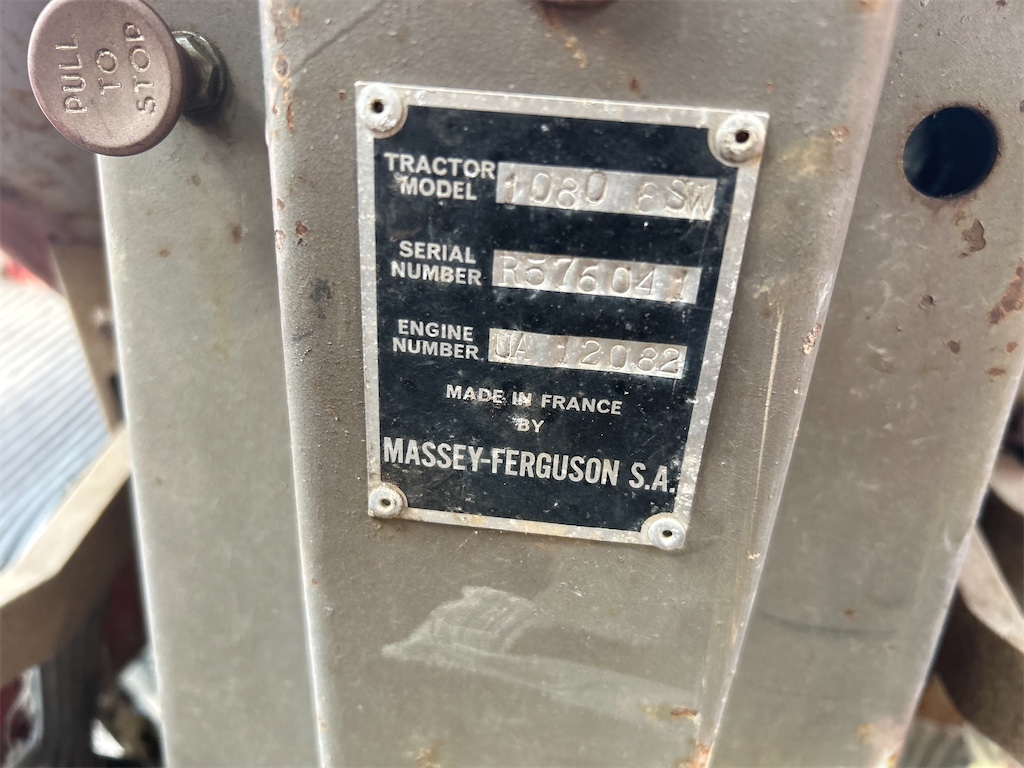 PULL
TO
STOP
TRACTOR
MODEL 1080 8SW
SERIAL
NUMBER R576041
ENGINE
NUMBER UA 12082
MADE IN FRANCE
BY
MASSEY-FERGUSON S.A.